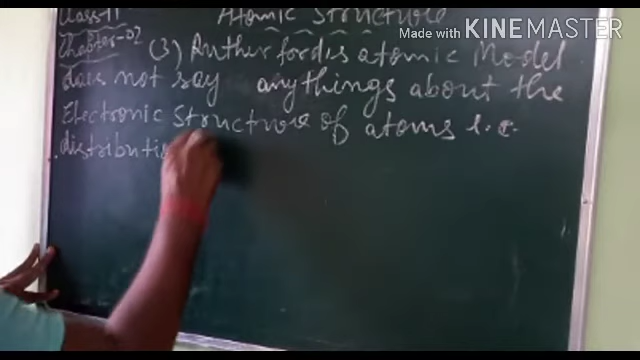 Class-11 Atomic Structure
Made with KINEMASTER
Chapter-02 (3) Rutherfordis atomic Model
does not say anythings about the
Electronic Structure of atoms i.e.
distributi